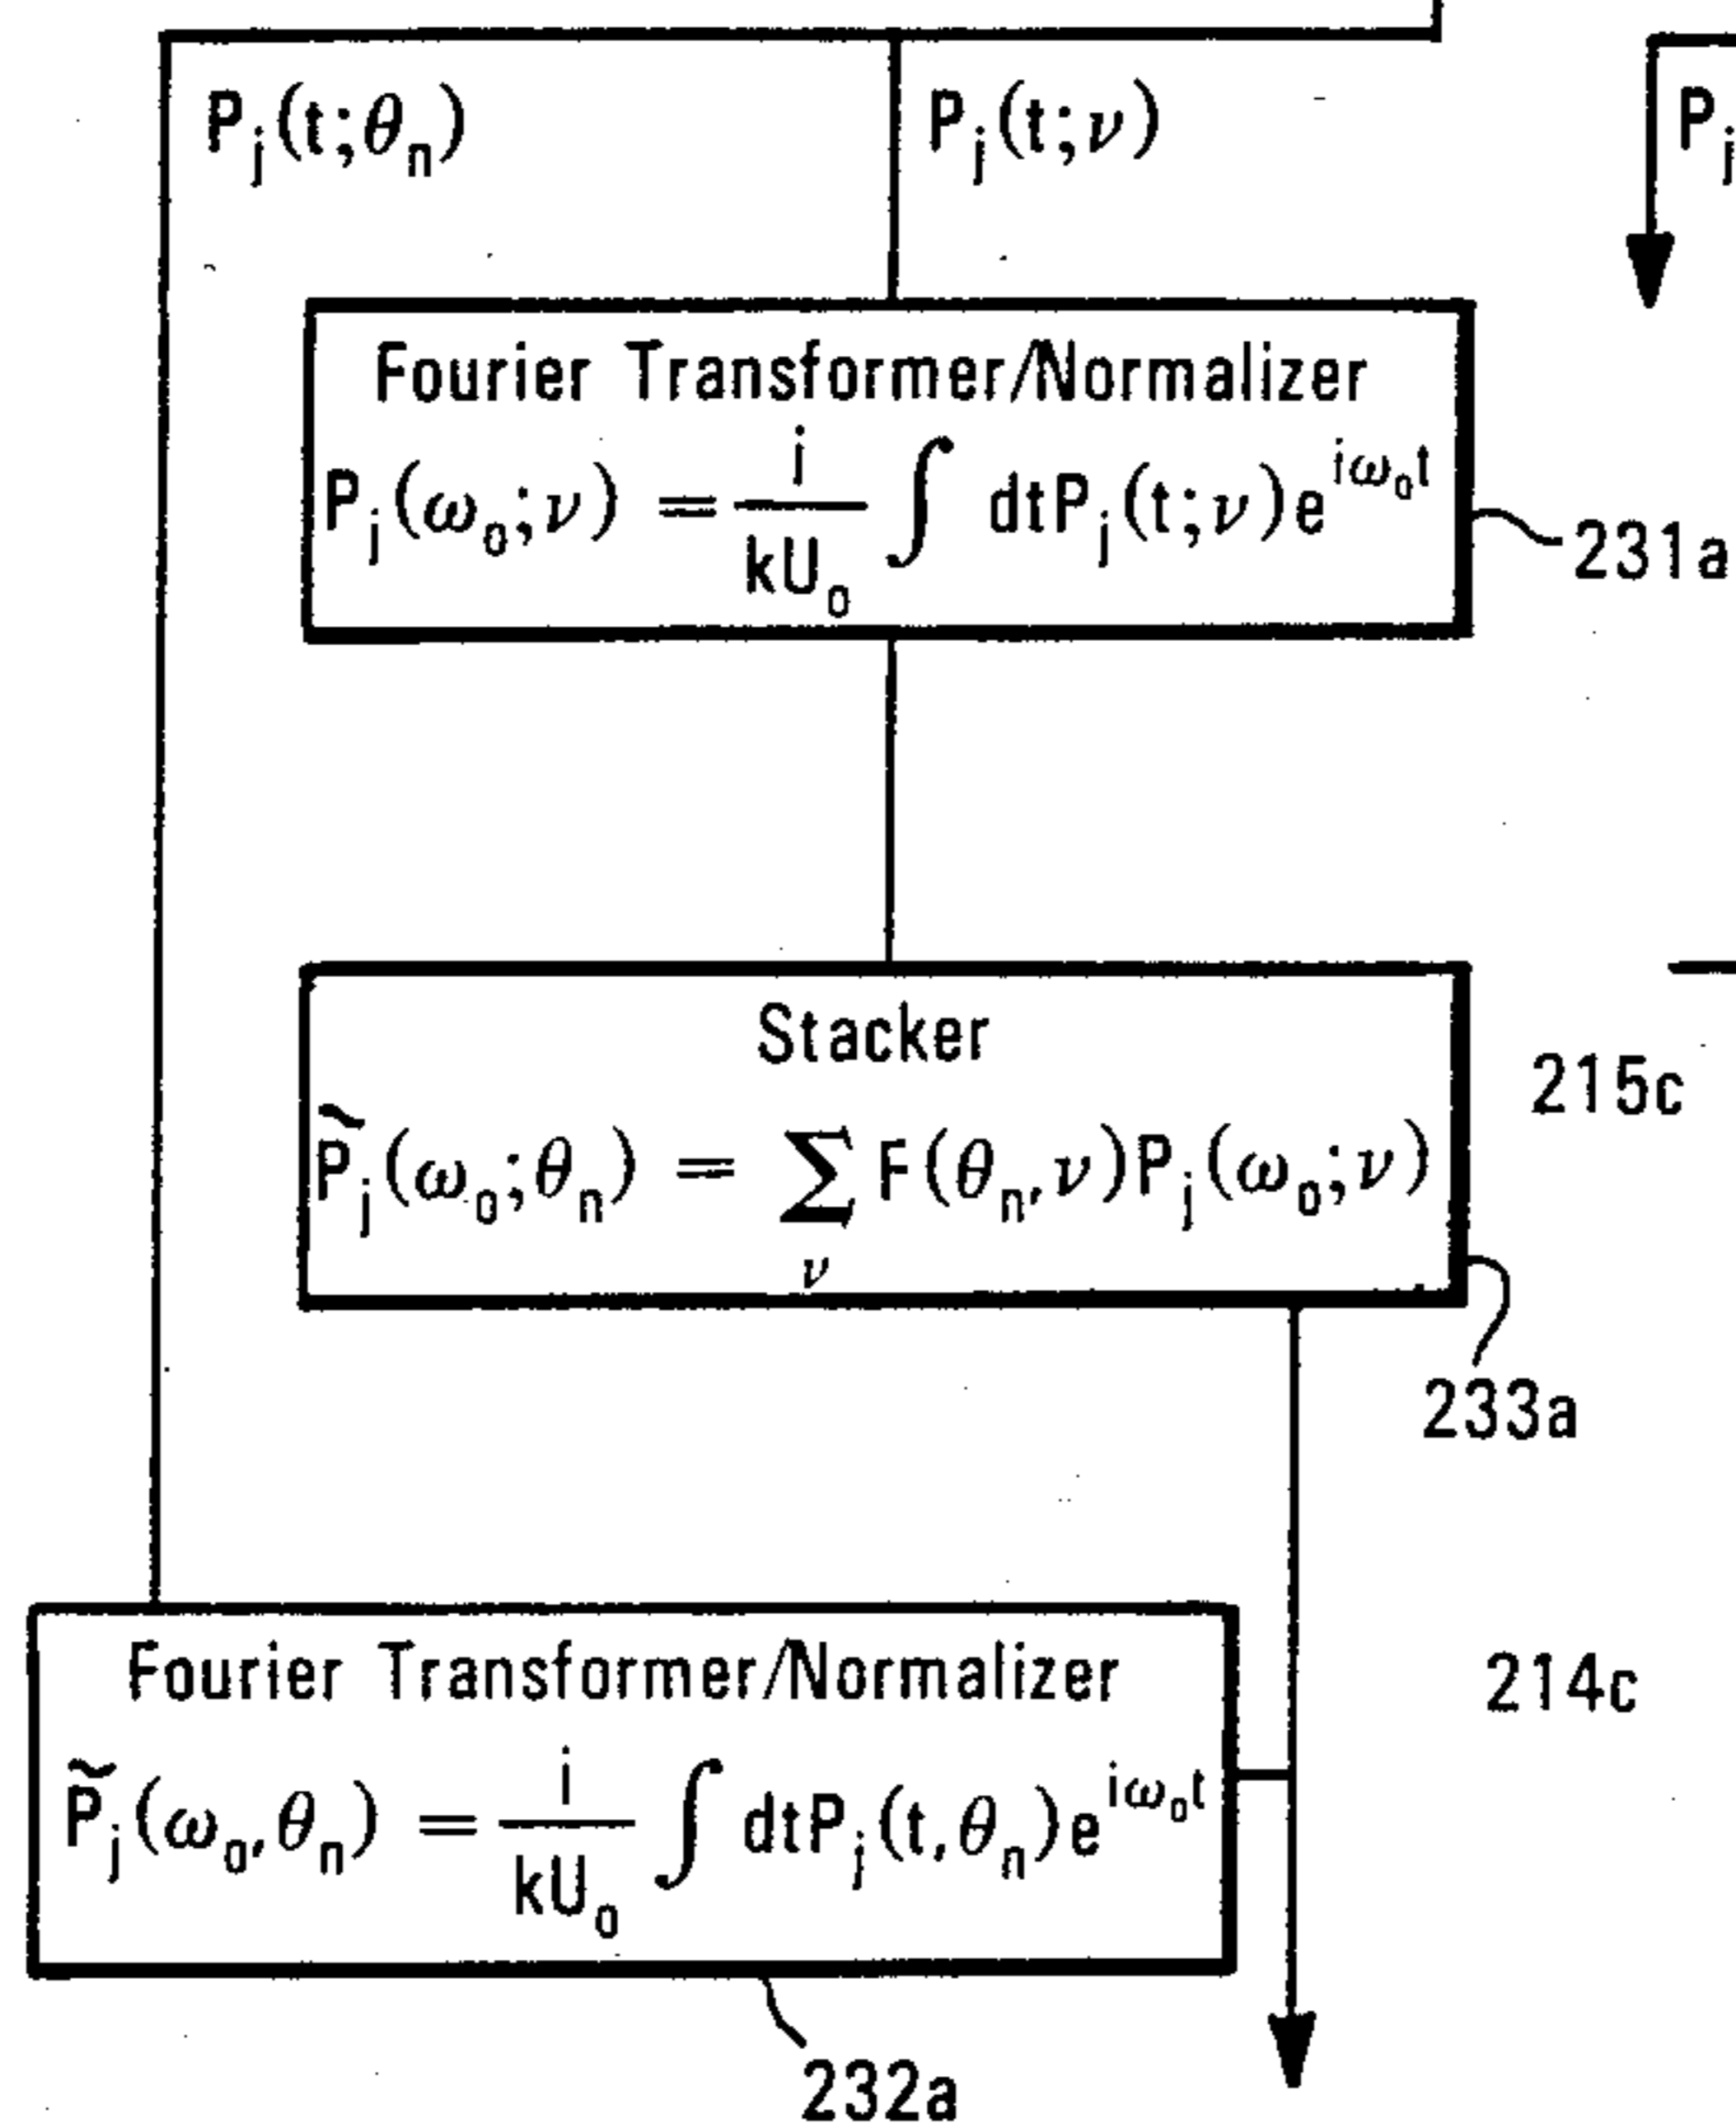 P_j(t;θ_n)
P_j(t;ν)
P_j
Fourier Transformer/Normalizer
P_j(ω_o;ν) = i/kU_o ∫ dtP_j(t;ν)e^{iω_o t}
231a
Stacker
P̃_j(ω_o;θ_n) = ∑_ν F(θ_n,ν)P_j(ω_o;ν)
215c
233a
Fourier Transformer/Normalizer
P̃_j(ω_o,θ_n) = i/kU_o ∫ dtP_j(t,θ_n)e^{iω_o t}
214c
232a